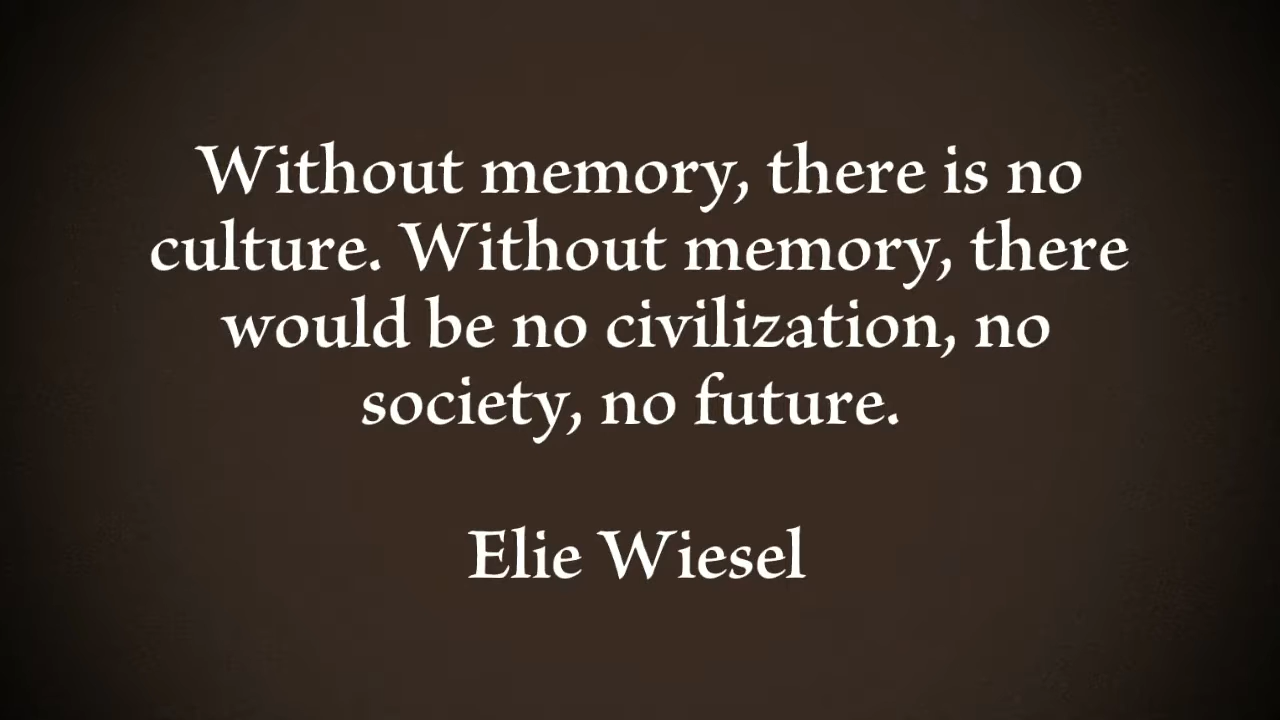 Without memory, there is no
culture. Without memory, there
would be no civilization, no
society, no future.
Elie Wiesel